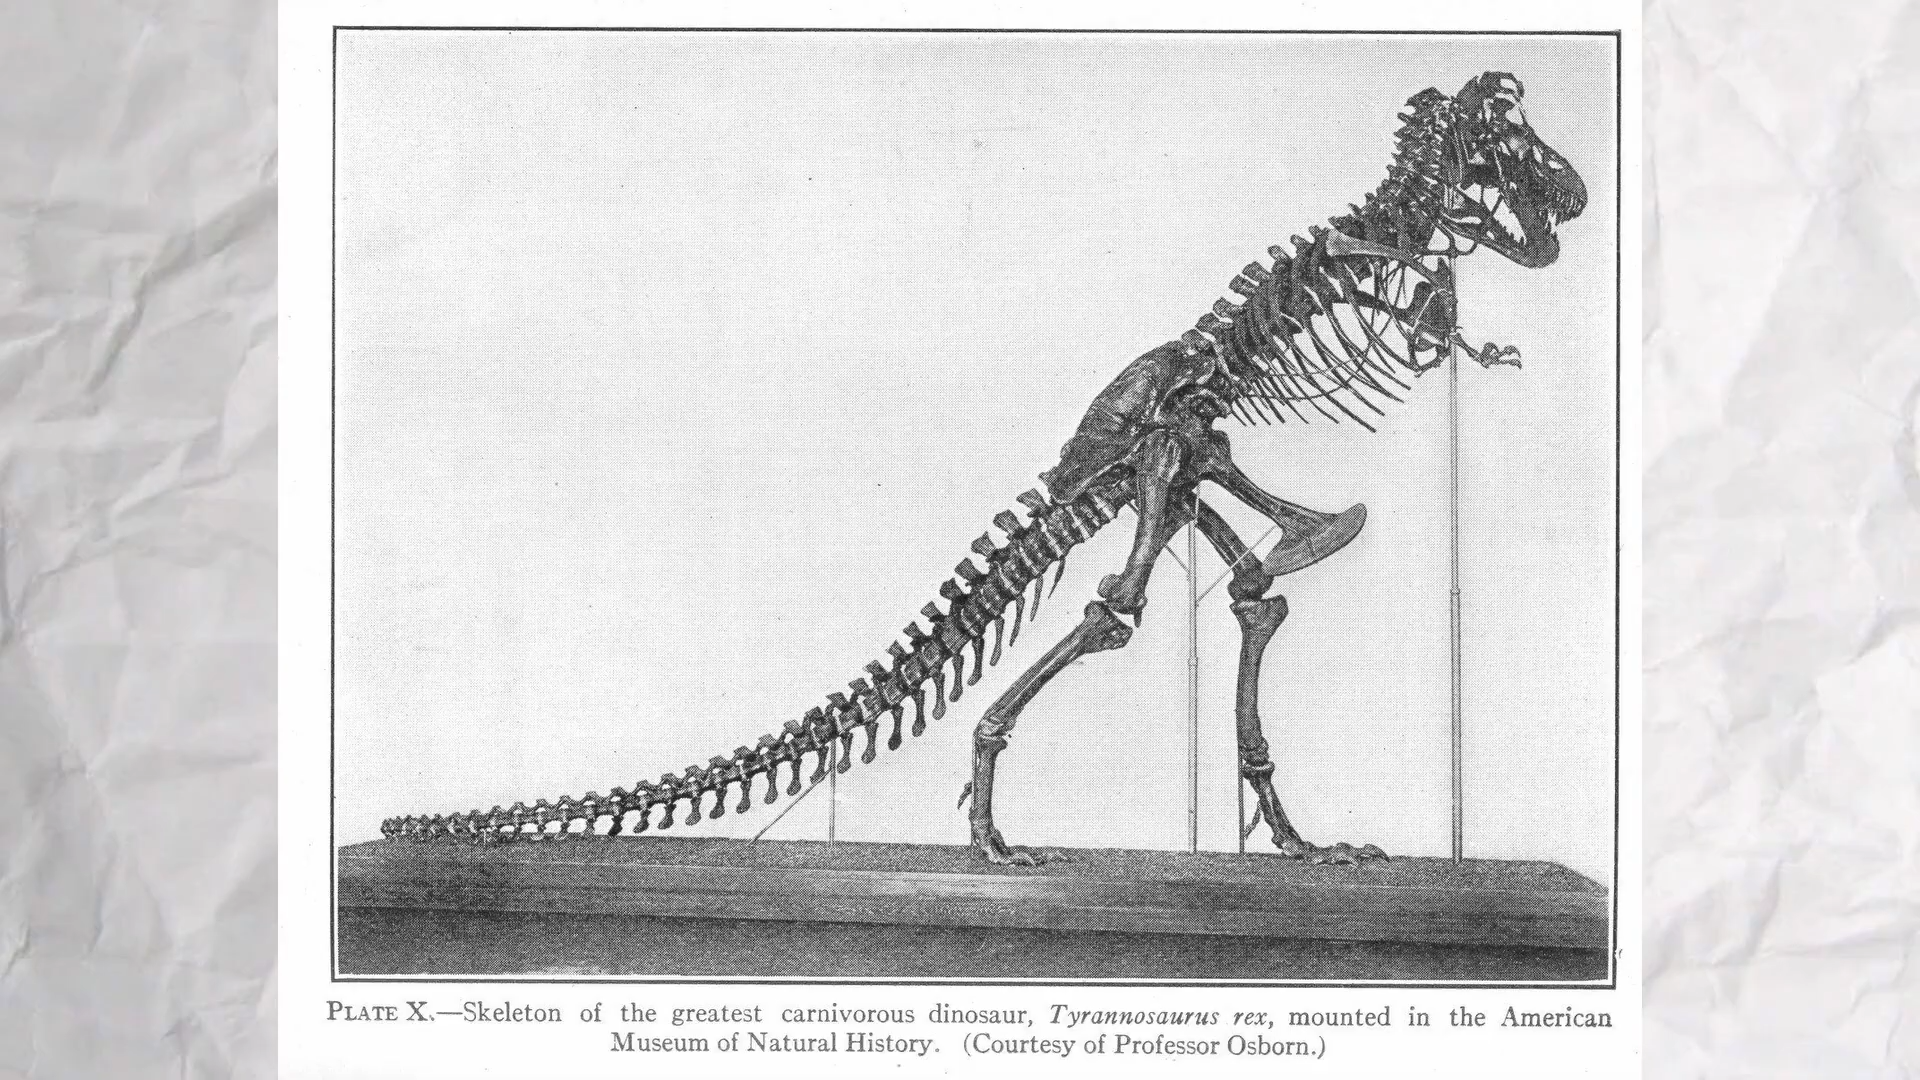 PLATE X.—Skeleton of the greatest carnivorous dinosaur, Tyrannosaurus rex, mounted in the American
Museum of Natural History. (Courtesy of Professor Osborn.)